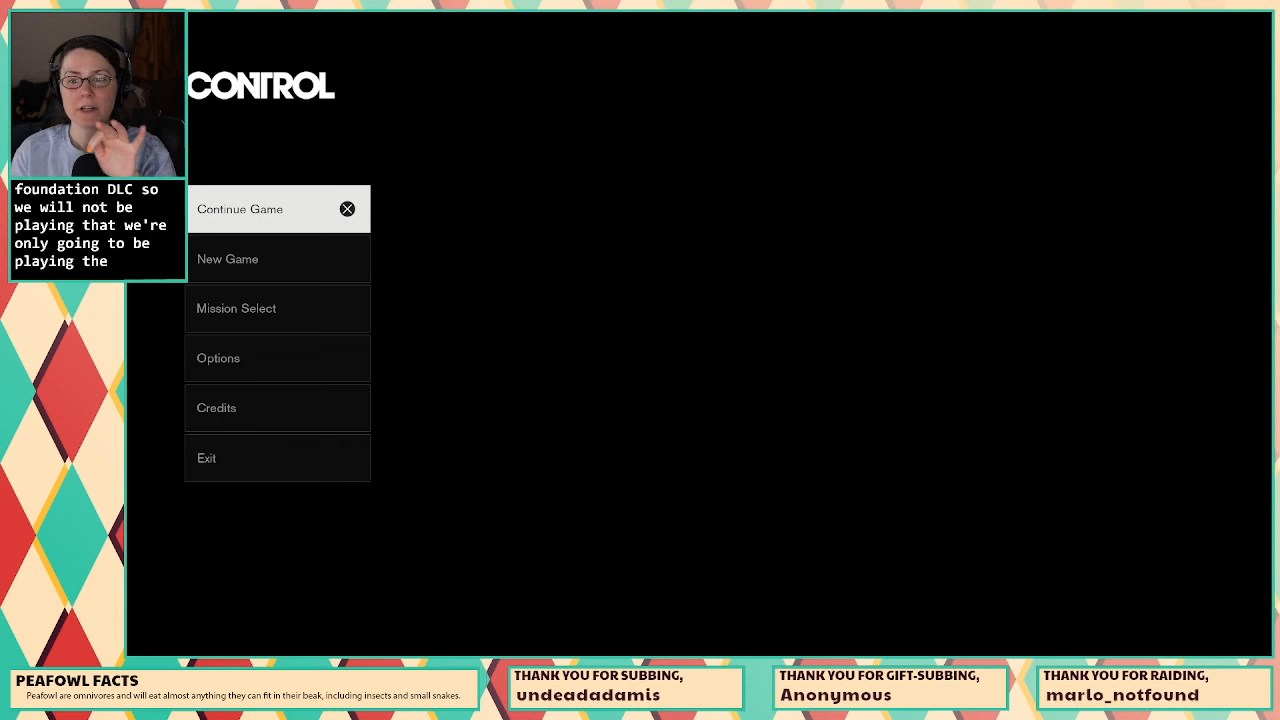 CONTROL
foundation DLC so
we will not be
playing that we're
only going to be
playing the
Continue Game
New Game
Mission Select
Options
Credits
Exit
PEAFOWL FACTS
Peafowl are omnivores and will eat almost anything they can fit in their beak, including insects and small snakes.
THANK YOU FOR SUBBING,
undeadadamis
THANK YOU FOR GIFT-SUBBING,
Anonymous
THANK YOU FOR RAIDING,
marlo_notfound